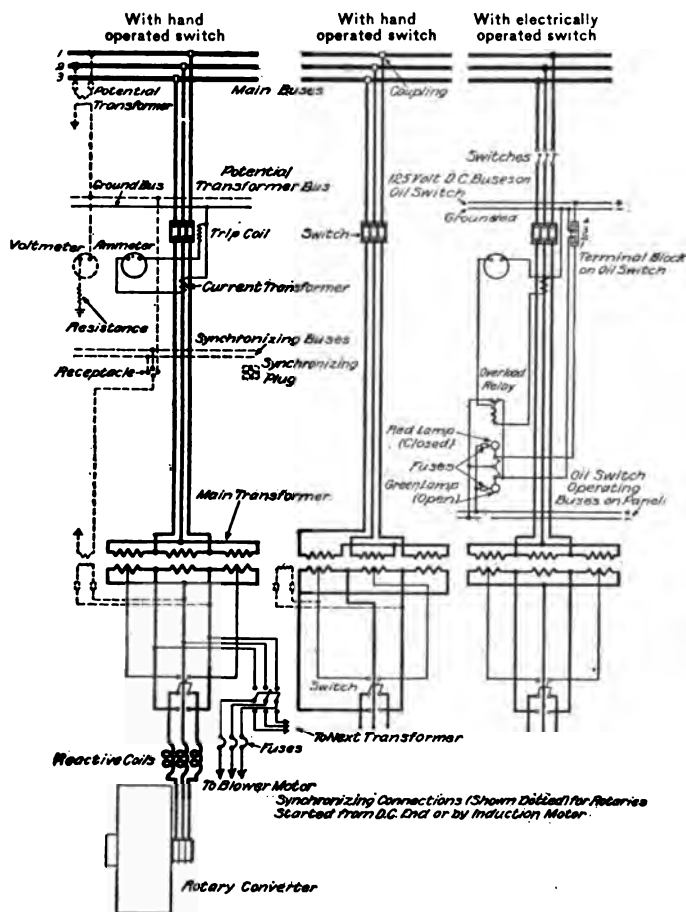 With hand
operated switch
With hand
operated switch
With electrically
operated switch
1
2
3
Potential
Transformer
Main Buses
Coupling
Switches
Potential
Transformer Bus
Ground Bus
125 Volt D.C. Buses on
Oil Switch
Grounded
Voltmeter
Ammeter
Trip Coil
Switch
Terminal Block
on Oil Switch
Current Transformer
Resistance
Synchronizing Buses
Receptacle
Synchronizing
Plug
Overload
Relay
Red Lamp
(Closed)
Fuses
Green Lamp
(Open)
Oil Switch
Operating
Buses on Panel
Main Transformer
Switch
To Next Transformer
Fuses
Reactive Coils
To Blower Motor
Synchronizing Connections (Shown Dotted) for Rotaries
Started from D.C. End or by Induction Motor
Rotary Converter